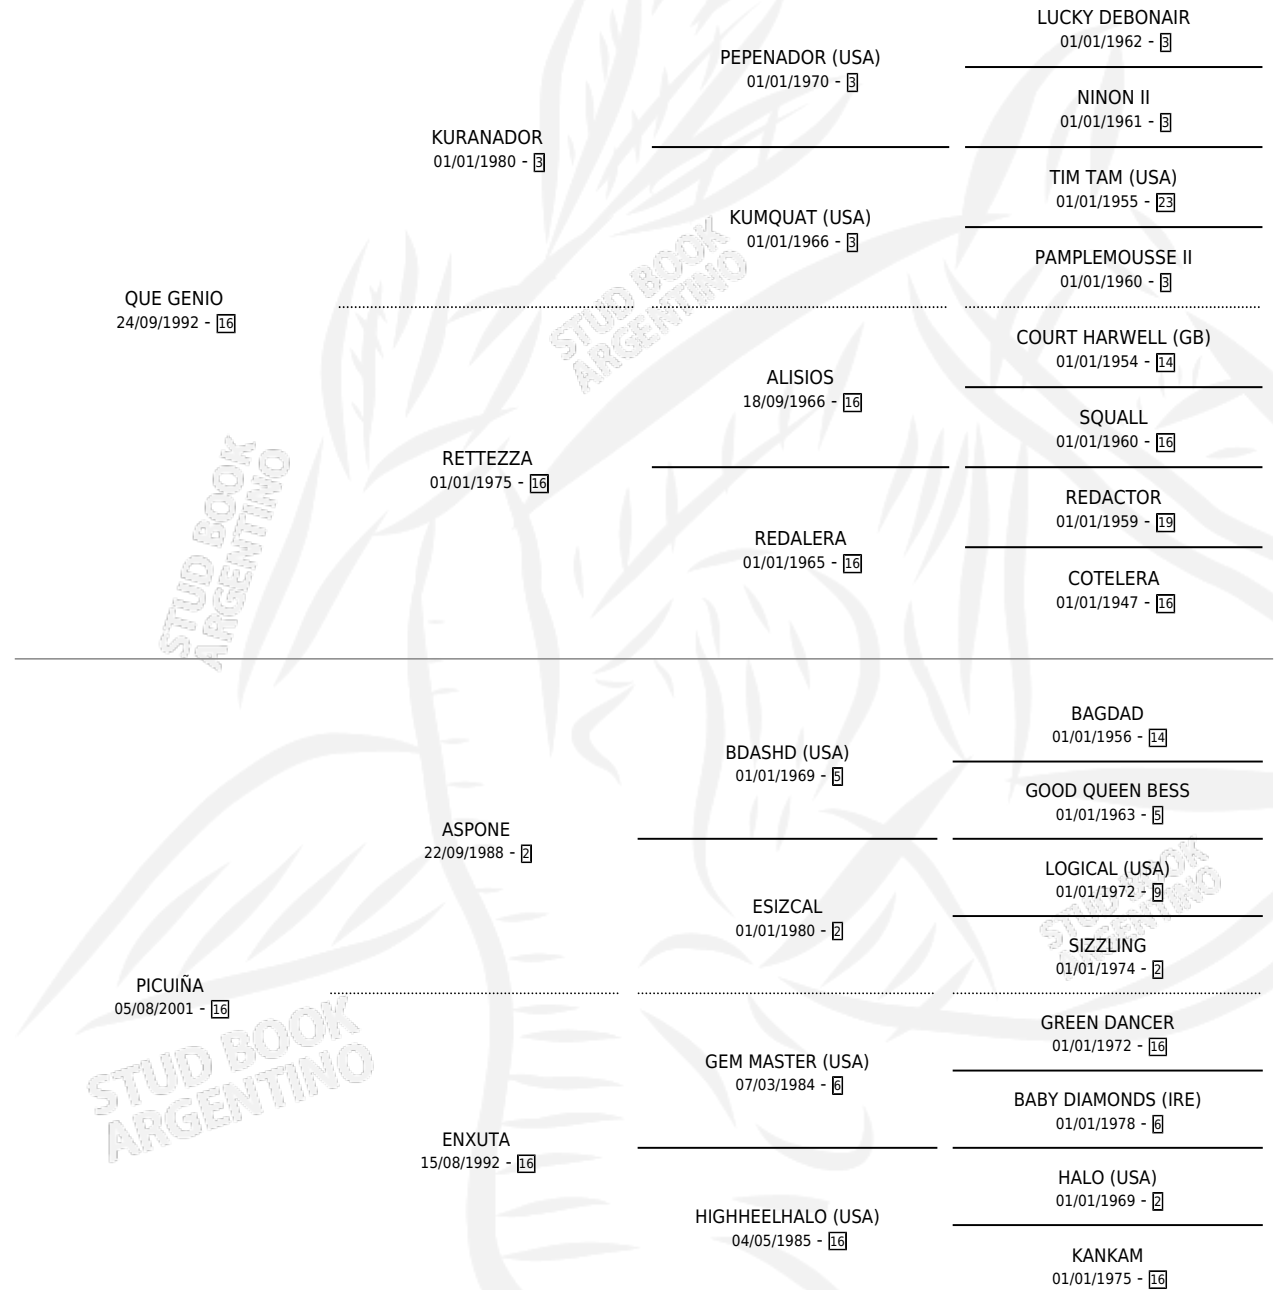 LUCKY DEBONAIR
01/01/1962 - 3
PEPENADOR (USA)
01/01/1970 - 3
NINON II
01/01/1961 - 3
KURANADOR
01/01/1980 - 3
TIM TAM (USA)
01/01/1955 - 23
KUMQUAT (USA)
01/01/1966 - 3
PAMPLEMOUSSE II
01/01/1960 - 3
QUE GENIO
24/09/1992 - 16
COURT HARWELL (GB)
01/01/1954 - 14
ALISIOS
18/09/1966 - 16
SQUALL
01/01/1960 - 16
RETTEZZA
01/01/1975 - 16
REDACTOR
01/01/1959 - 19
REDALERA
01/01/1965 - 16
COTELERA
01/01/1947 - 16
BAGDAD
01/01/1956 - 14
BDASHD (USA)
01/01/1969 - 5
GOOD QUEEN BESS
01/01/1963 - 5
ASPONE
22/09/1988 - 2
LOGICAL (USA)
01/01/1972 - 9
ESIZCAL
01/01/1980 - 2
SIZZLING
01/01/1974 - 2
PICUIÑA
05/08/2001 - 16
GREEN DANCER
01/01/1972 - 16
GEM MASTER (USA)
07/03/1984 - 6
BABY DIAMONDS (IRE)
01/01/1978 - 6
ENXUTA
15/08/1992 - 16
HALO (USA)
01/01/1969 - 2
HIGHHEELHALO (USA)
04/05/1985 - 16
KANKAM
01/01/1975 - 16
STUD BOOK
ARGENTINO
STUD BOOK
ARGENTINO
STUD BOOK
ARGENTINO
STUD BOOK
ARGENTINO